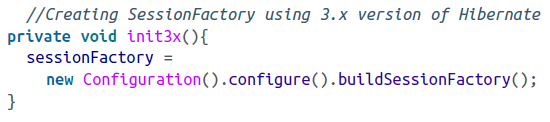 //Creating SessionFactory using 3.x version of Hibernate
private void init3x(){
sessionFactory =
new Configuration().configure().buildSessionFactory();
}